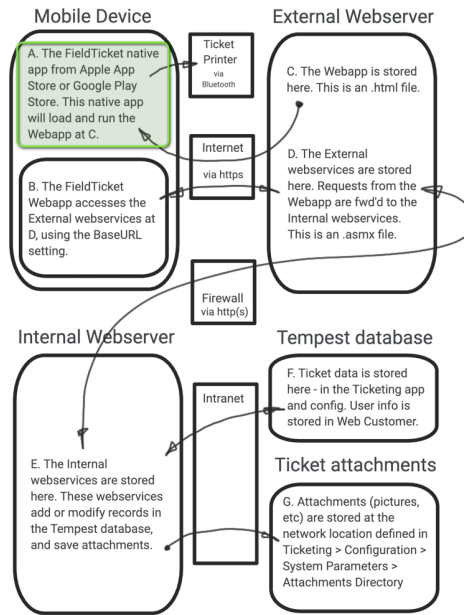 Mobile Device
External Webserver
A. The FieldTicket native
app from Apple App
Store or Google Play
Store. This native app
will load and run the
Webapp at C.
Ticket
Printer
via
Bluetooth
C. The Webapp is stored
here. This is an .html file.
Internet
via https
B. The FieldTicket
Webapp accesses the
External webservices at
D, using the BaseURL
setting.
D. The External
webservices are stored
here. Requests from the
Webapp are fwd'd to the
Internal webservices.
This is an .asmx file.
Firewall
via http(s)
Internal Webserver
Tempest database
Intranet
F. Ticket data is stored
here - in the Ticketing app
and config. User info is
stored in Web Customer.
E. The Internal
webservices are stored
here. These webservices
add or modify records in
the Tempest database,
and save attachments.
Ticket attachments
G. Attachments (pictures,
etc) are stored at the
network location defined in
Ticketing > Configuration >
System Parameters >
Attachments Directory